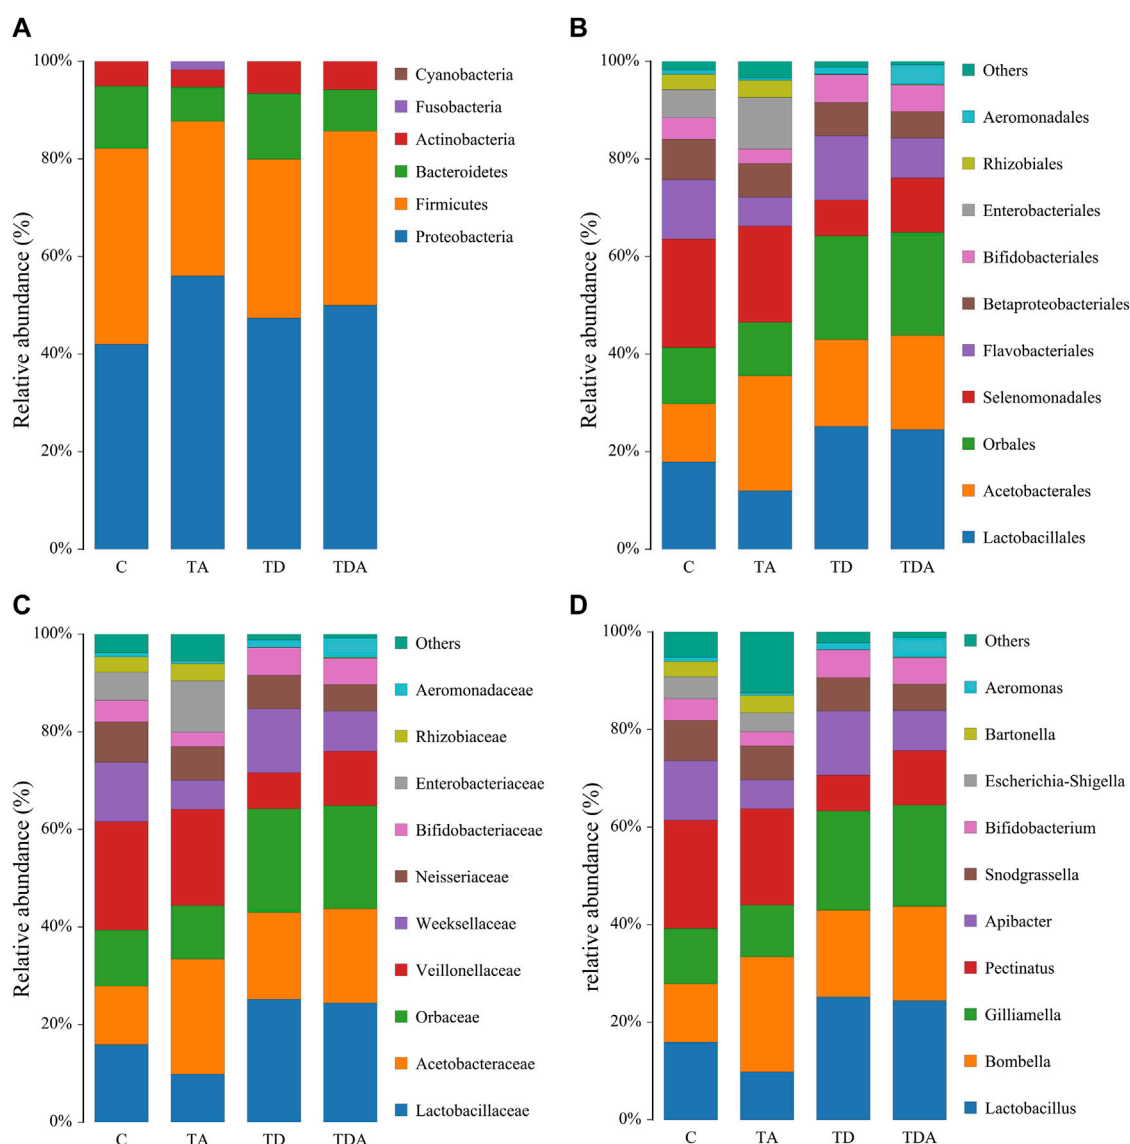 A
Relative abundance (%)
100%
80%
60%
40%
20%
0%
C
TA
TD
TDA
Cyanobacteria
Fusobacteria
Actinobacteria
Bacteroidetes
Firmicutes
Proteobacteria
B
Relative abundance (%)
100%
80%
60%
40%
20%
0%
C
TA
TD
TDA
Others
Aeromonadales
Rhizobiales
Enterobacteriales
Bifidobacteriales
Betaproteobacteriales
Flavobacteriales
Selenomonadales
Orbales
Acetobacterales
Lactobacillales
C
Relative abundance (%)
100%
80%
60%
40%
20%
0%
C
TA
TD
TDA
Others
Aeromonadaceae
Rhizobiaceae
Enterobacteriaceae
Bifidobacteriaceae
Neisseriaceae
Weeksellaceae
Veillonellaceae
Orbaceae
Acetobacteraceae
Lactobacillaceae
D
relative abundance (%)
100%
80%
60%
40%
20%
0%
C
TA
TD
TDA
Others
Aeromonas
Bartonella
Escherichia-Shigella
Bifidobacterium
Snodgrassella
Apibacter
Pectinatus
Gilliamella
Bombella
Lactobacillus